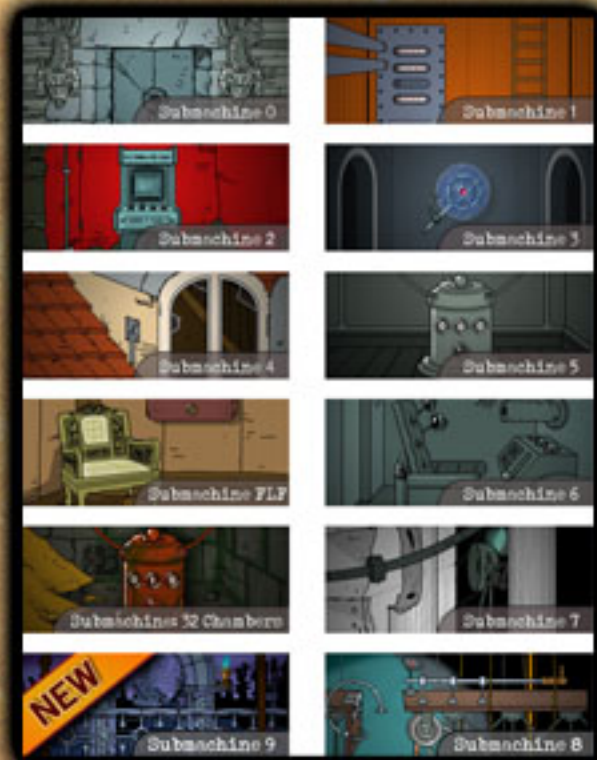 Submachine 0
Submachine 1
Submachine 2
Submachine 3
Submachine 4
Submachine 5
Submachine FLF
Submachine 6
Submachine: 32 Chambers
Submachine 7
NEW
Submachine 9
Submachine 8